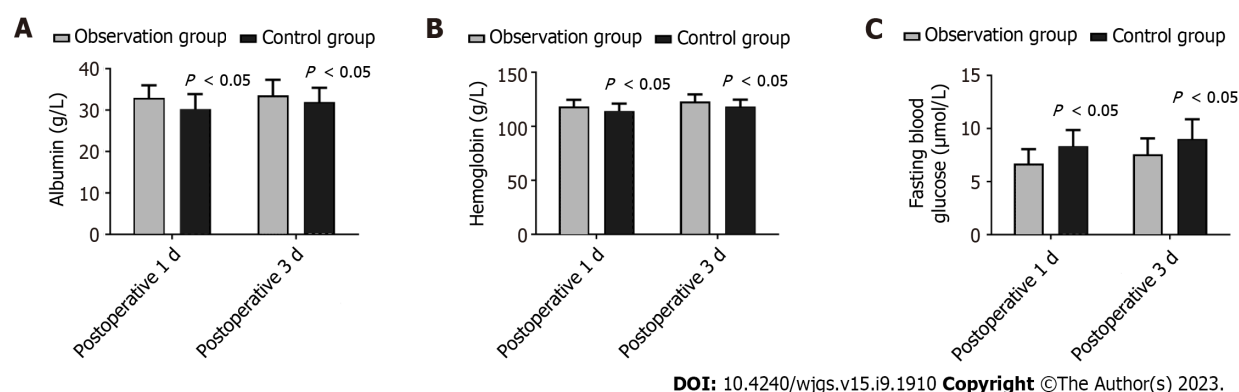 A
Observation group Control group
Albumin (g/L)
40
30
20
10
0
P < 0.05
P < 0.05
Postoperative 1 d
Postoperative 3 d
B
Observation group Control group
Hemoglobin (g/L)
150
100
50
0
P < 0.05
P < 0.05
Postoperative 1 d
Postoperative 3 d
C
Observation group Control group
Fasting blood
glucose (μmol/L)
15
10
5
0
P < 0.05
P < 0.05
Postoperative 1 d
Postoperative 3 d
DOI: 10.4240/wjgs.v15.i9.1910 Copyright ©The Author(s) 2023.